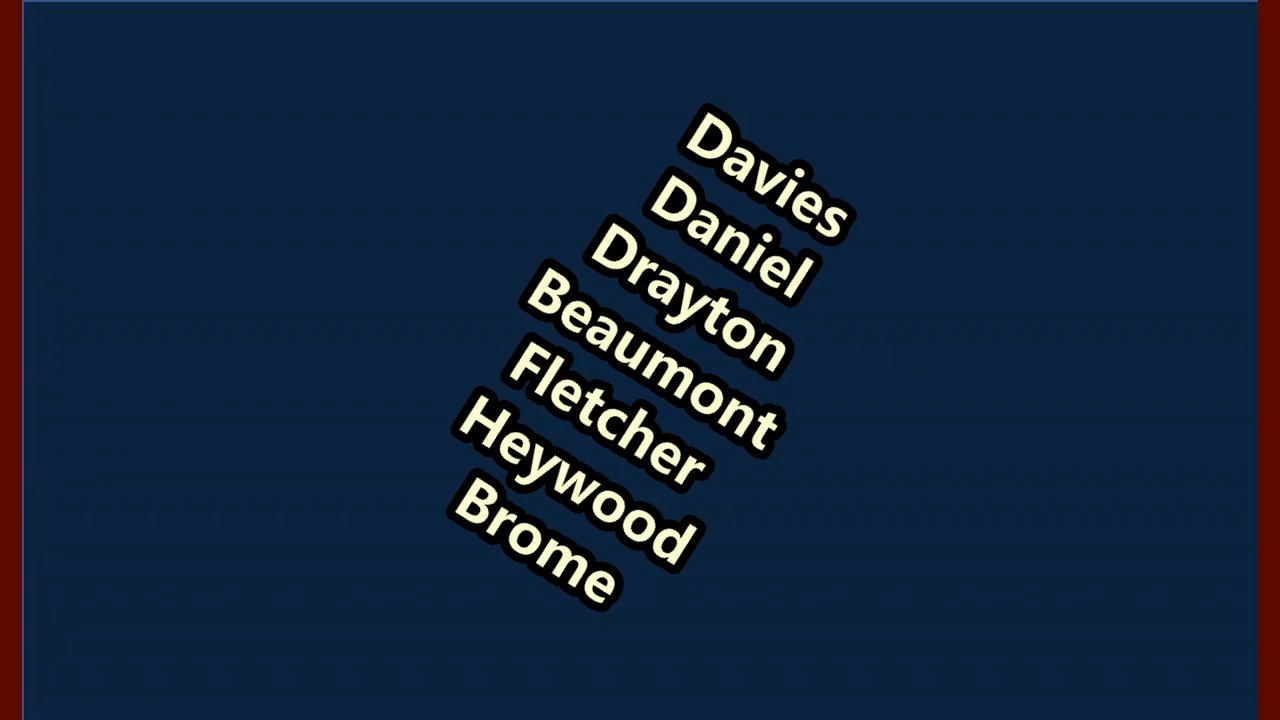 Davies
Daniel
Drayton
Beaumont
Fletcher
Heywood
Brome